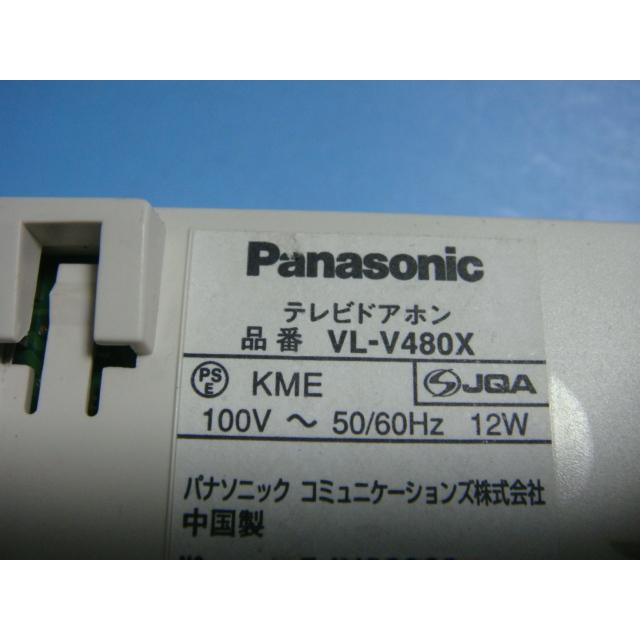 Panasonic
テレビドアホン
品番 VL-V480X
PS E KME JQA
100V ～ 50/60Hz 12W
パナソニック コミュニケーションズ株式会社
中国製